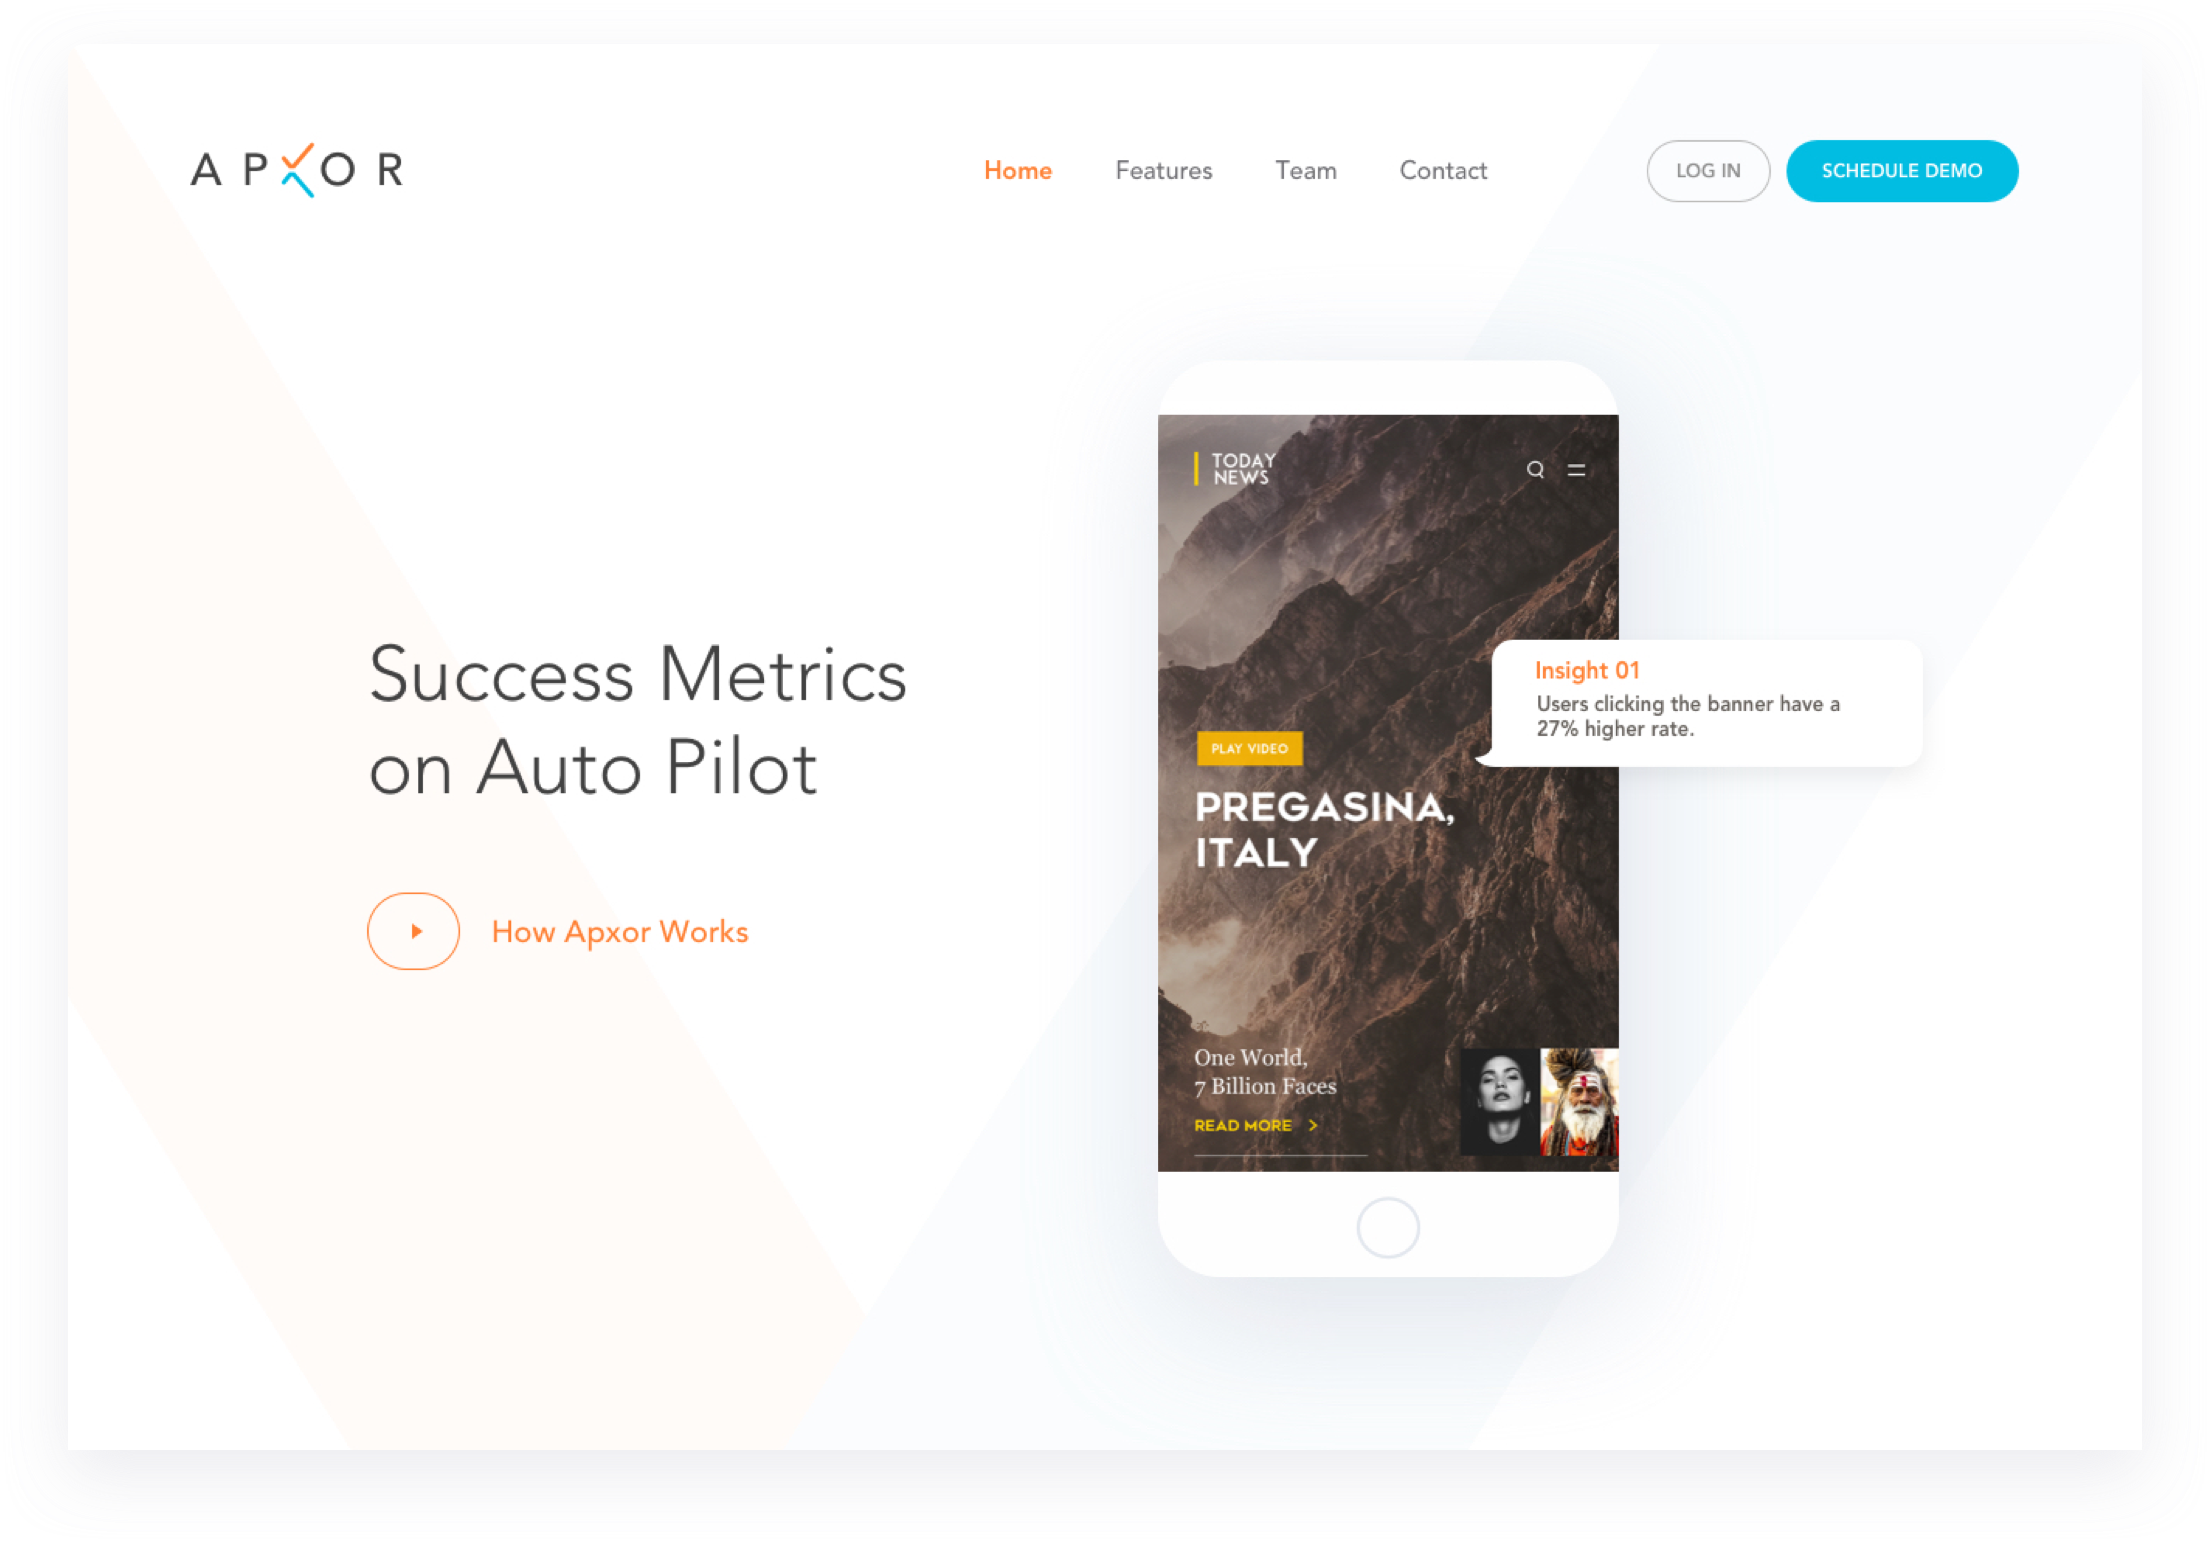 APXOR
Home
Features
Team
Contact
LOG IN
SCHEDULE DEMO
Success Metrics
on Auto Pilot
How Apxor Works
TODAY
NEWS
Insight 01
Users clicking the banner have a
27% higher rate.
PLAY VIDEO
PREGASINA,
ITALY
One World,
7 Billion Faces
READ MORE